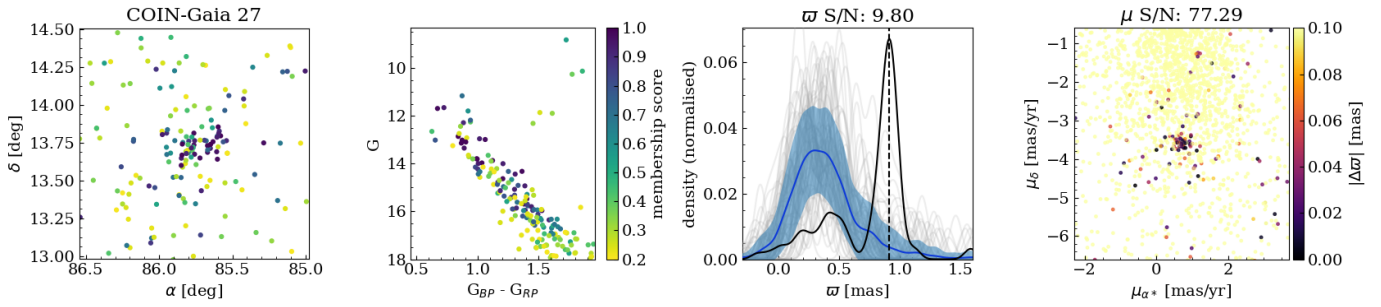 COIN-Gaia 27
14.50
14.25
14.00
13.75
13.50
13.25
13.00
δ [deg]
86.5 86.0 85.5 85.0
α [deg]
10
12
14
16
18
G
0.5 1.0 1.5
G_BP - G_RP
1.0
0.9
0.8
0.7
0.6
0.5
0.4
0.3
0.2
membership score
ϖ S/N: 9.80
0.06
0.04
0.02
0.00
density (normalised)
0.0 0.5 1.0 1.5
ϖ [mas]
μ S/N: 77.29
−1
−2
−3
−4
−5
−6
μ_δ [mas/yr]
−2 0 2
μ_α* [mas/yr]
0.10
0.08
0.06
0.04
0.02
0.00
|Δϖ| [mas]